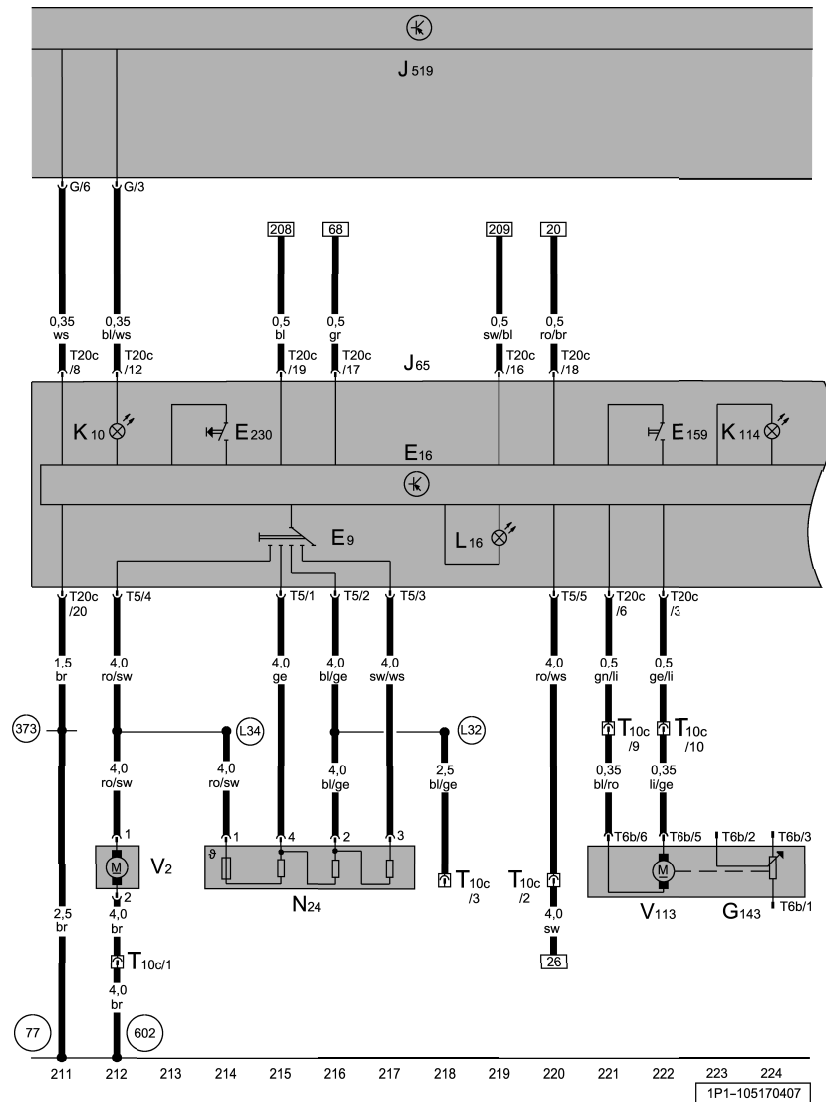 J519
G/6 G/3
208 68 209 20
0,35 0,35 0,5 0,5 0,5 0,5
ws bl/ws bl gr sw/bl ro/br
T20c T20c T20c T20c T20c T20c
/8 /12 /19 /17 /16 /18
J65
K10 E230 E159 K114
E16
E9 L16
T20c T5/4 T5/1 T5/2 T5/3 T5/5 T20c T20c
/20 /6 /3
1,5 4,0 4,0 4,0 4,0 4,0 0,5 0,5
br ro/sw ge bl/ge sw/ws ro/ws gn/li ge/li
373 L34 L32 T10c T10c
/9 /10
4,0 4,0 4,0 2,5 0,35 0,35
ro/sw ro/sw bl/ge bl/ge bl/ro li/ge
1 1 4 2 3 T6b/6 T6b/5 T6b/2 T6b/3
ϑ
M V2 M
T10c T10c
/3 /2
2 N24 V113 G143 T6b/1
2,5 4,0 4,0
br br sw
T10c/1 26
4,0
br
77 602
211 212 213 214 215 216 217 218 219 220 221 222 223 224
1P1-105170407